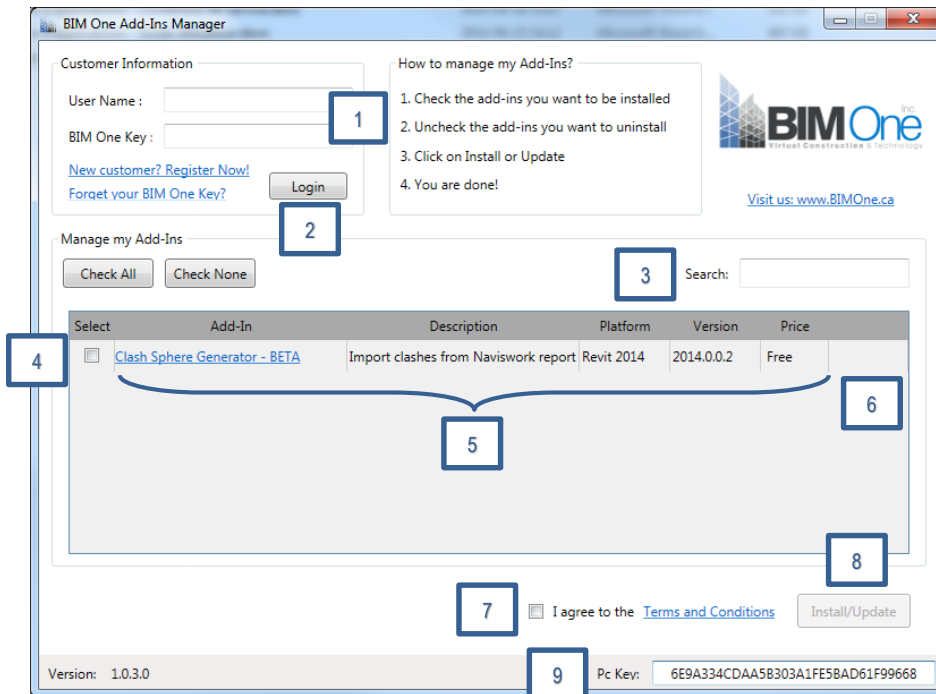 BIM One Add-Ins Manager
Customer Information
User Name :
BIM One Key :
New customer? Register Now!
Forget your BIM One Key?
Login
1
2
How to manage my Add-Ins?
1. Check the add-ins you want to be installed
2. Uncheck the add-ins you want to uninstall
3. Click on Install or Update
4. You are done!
BIM One Inc.
Virtual Construction & Technology
Visit us: www.BIMOne.ca
Manage my Add-Ins
Check All Check None
3 Search:
Select Add-In Description Platform Version Price
4 Clash Sphere Generator - BETA Import clashes from Naviswork report Revit 2014 2014.0.0.2 Free
6
5
8
7 I agree to the Terms and Conditions Install/Update
Version: 1.0.3.0 9 Pc Key: 6E9A334CDAA5B303A1FE5BAD61F99668